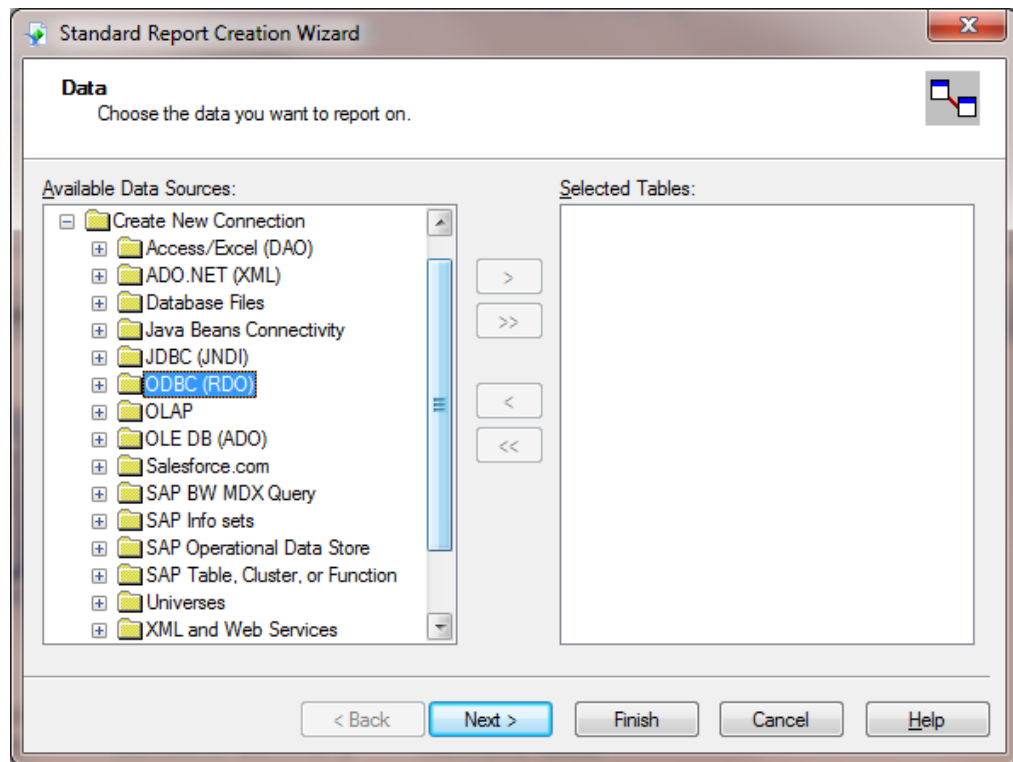 Standard Report Creation Wizard
Data
Choose the data you want to report on.
Available Data Sources:
Selected Tables:
Create New Connection
Access/Excel (DAO)
ADO.NET (XML)
Database Files
Java Beans Connectivity
JDBC (JNDI)
ODBC (RDO)
OLAP
OLE DB (ADO)
Salesforce.com
SAP BW MDX Query
SAP Info sets
SAP Operational Data Store
SAP Table, Cluster, or Function
Universes
XML and Web Services
>
>>
<
<<
< Back
Next >
Finish
Cancel
Help